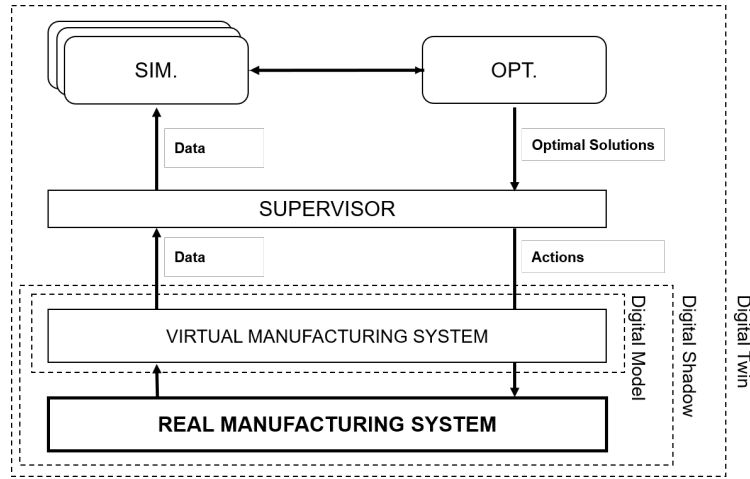 SIM.
OPT.
Data
Optimal Solutions
SUPERVISOR
Data
Actions
VIRTUAL MANUFACTURING SYSTEM
REAL MANUFACTURING SYSTEM
Digital Model
Digital Shadow
Digital Twin